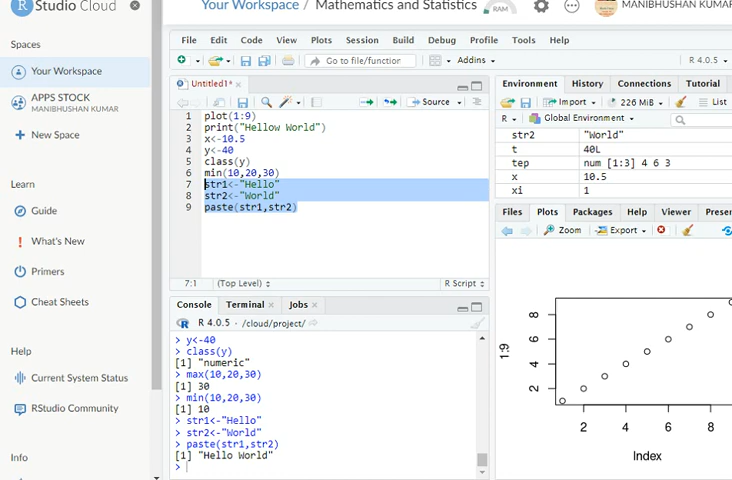 R Studio Cloud
Your Workspace / Mathematics and Statistics
RAM
MANIBHUSHAN KUMAR
Spaces
Your Workspace
APPS STOCK
MANIBHUSHAN KUMAR
New Space
Learn
Guide
What's New
Primers
Cheat Sheets
Help
Current System Status
RStudio Community
Info
File Edit Code View Plots Session Build Debug Profile Tools Help
Go to file/function
Addins
R 4.0.5
Untitled1*
Source
1 plot(1:9)
2 print("Hellow World")
3 x<-10.5
4 y<-40
5 class(y)
6 min(10,20,30)
7 str1<-"Hello"
8 str2<-"World"
9 paste(str1,str2)
7:1 (Top Level) R Script
Console Terminal Jobs
R 4.0.5 · /cloud/project/
> y<-40
> class(y)
[1] "numeric"
> max(10,20,30)
[1] 30
> min(10,20,30)
[1] 10
> str1<-"Hello"
> str2<-"World"
> paste(str1,str2)
[1] "Hello World"
>
Environment History Connections Tutorial
Import 226 MiB List
R Global Environment
str2 "World"
t 40L
tep num [1:3] 4 6 3
x 10.5
xi 1
Files Plots Packages Help Viewer Presen
Zoom Export
1:9
8
6
4
2
2 4 6 8
Index